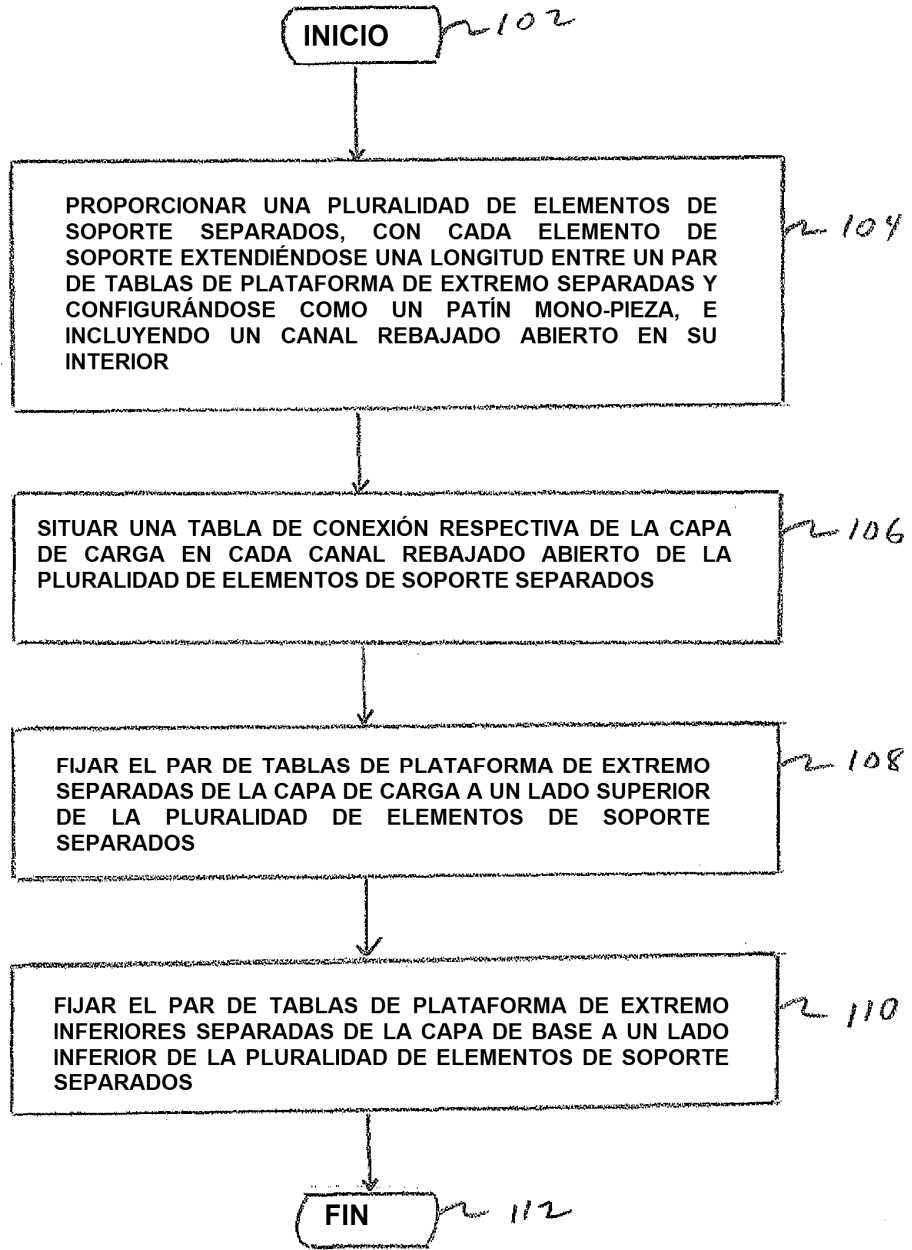 INICIO 102
PROPORCIONAR UNA PLURALIDAD DE ELEMENTOS DE
SOPORTE SEPARADOS, CON CADA ELEMENTO DE
SOPORTE EXTENDIÉNDOSE UNA LONGITUD ENTRE UN PAR
DE TABLAS DE PLATAFORMA DE EXTREMO SEPARADAS Y
CONFIGURÁNDOSE COMO UN PATÍN MONO-PIEZA, E
INCLUYENDO UN CANAL REBAJADO ABIERTO EN SU
INTERIOR
104
SITUAR UNA TABLA DE CONEXIÓN RESPECTIVA DE LA CAPA
DE CARGA EN CADA CANAL REBAJADO ABIERTO DE LA
PLURALIDAD DE ELEMENTOS DE SOPORTE SEPARADOS
106
FIJAR EL PAR DE TABLAS DE PLATAFORMA DE EXTREMO
SEPARADAS DE LA CAPA DE CARGA A UN LADO SUPERIOR
DE LA PLURALIDAD DE ELEMENTOS DE SOPORTE
SEPARADOS
108
FIJAR EL PAR DE TABLAS DE PLATAFORMA DE EXTREMO
INFERIORES SEPARADAS DE LA CAPA DE BASE A UN LADO
INFERIOR DE LA PLURALIDAD DE ELEMENTOS DE SOPORTE
SEPARADOS
110
FIN 112